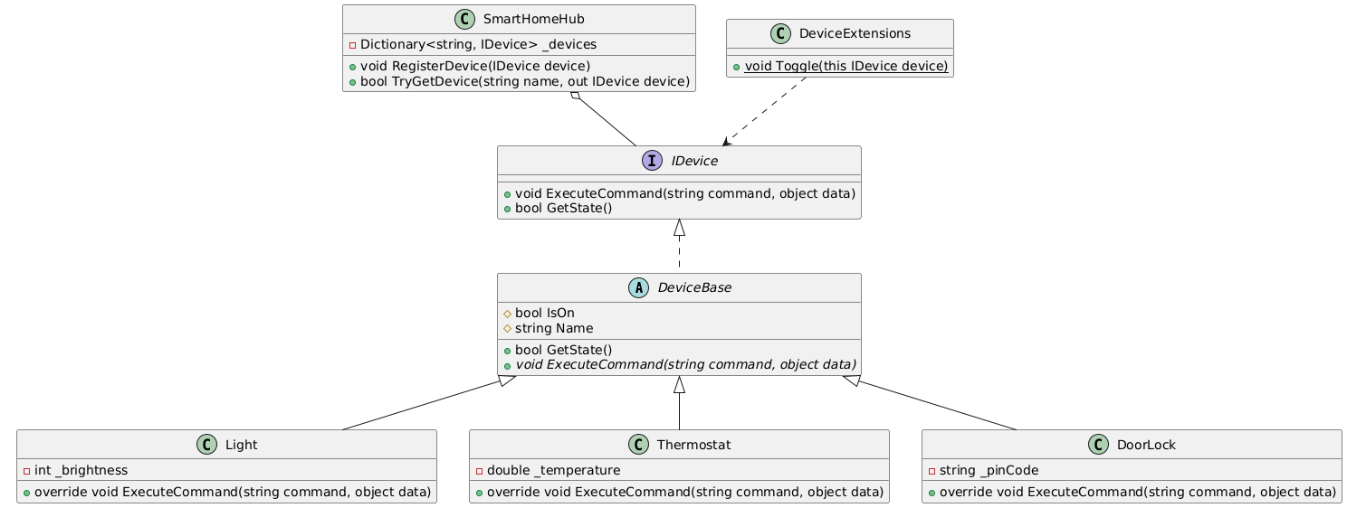 C SmartHomeHub
Dictionary<string, IDevice> _devices
void RegisterDevice(IDevice device)
bool TryGetDevice(string name, out IDevice device)
C DeviceExtensions
void Toggle(this IDevice device)
I IDevice
void ExecuteCommand(string command, object data)
bool GetState()
A DeviceBase
bool IsOn
string Name
bool GetState()
void ExecuteCommand(string command, object data)
C Light
int _brightness
override void ExecuteCommand(string command, object data)
C Thermostat
double _temperature
override void ExecuteCommand(string command, object data)
C DoorLock
string _pinCode
override void ExecuteCommand(string command, object data)